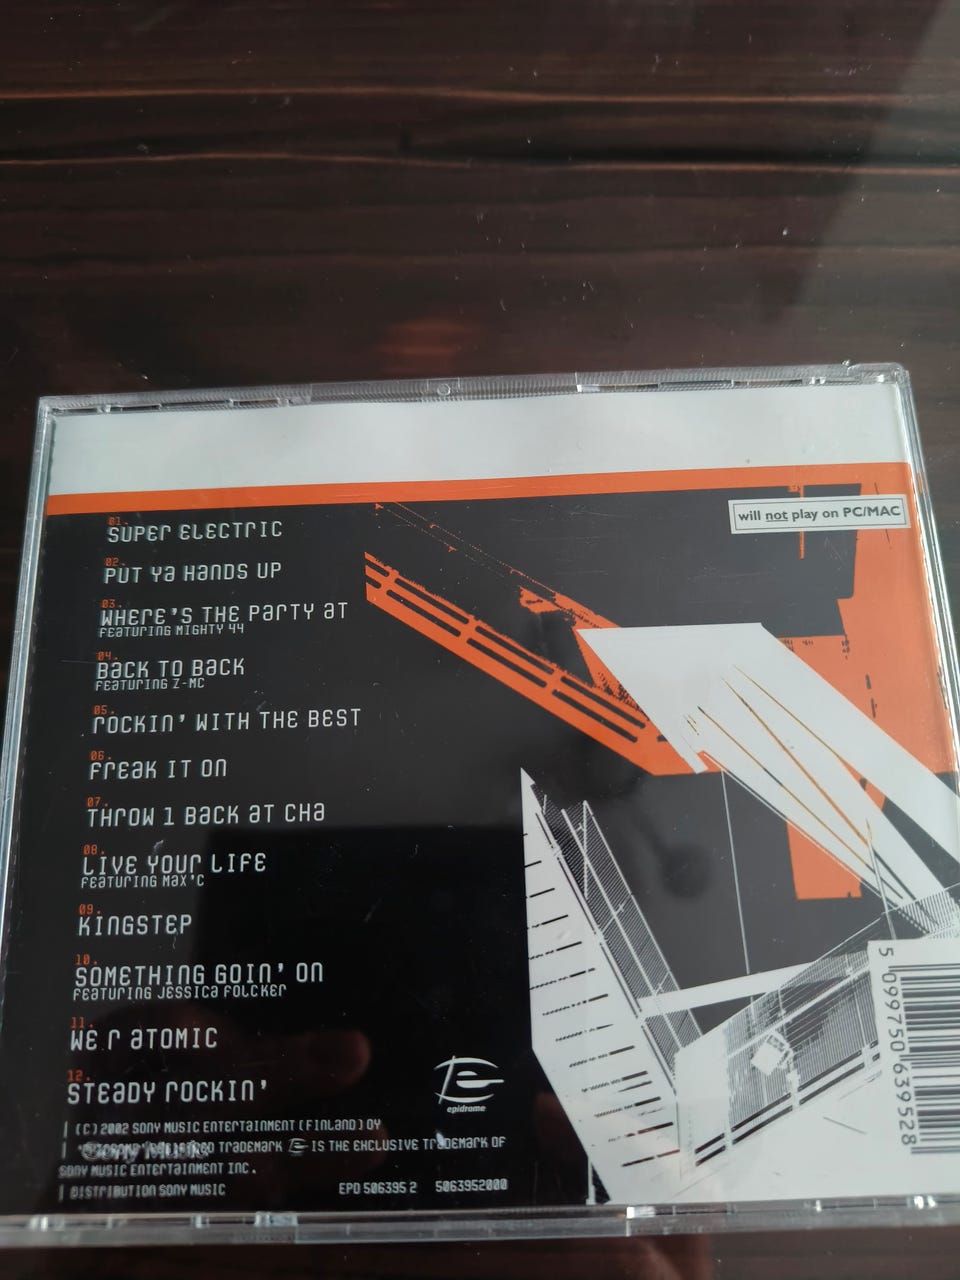 will not play on PC/MAC
01.
SUPER ELECTRIC
02.
PUT Ya HaNDS UP
03.
WHERE'S THE ParTY aT
FEATURING MIGHTY 44
04.
BaCK TO BaCK
FEATURING Z-MC
05.
rOCKIN' WITH THE BEST
06.
FrEaK IT ON
07.
THrOW 1 BaCK aT CHa
08.
LIVE YOUr LIFE
FEATURING MaX'C
09.
KINGSTEP
10.
SOMETHING GOIN' ON
FEATURING JESSICa FOLCKEr
11.
WE r aTOMIC
12.
STEaDY rOCKIN'
epidrome
(C) 2002 SONY MUSIC ENTErTaINMENT (FINLaND) OY
TraDEMarK E IS THE EXCLUSIVE TraDEMarK OF
Sony Music
SONY MUSIC ENTErTaINMENT INC.
DISTrIBUTION SONY MUSIC
EPD 506395 2 5063952000
5 099750 639528